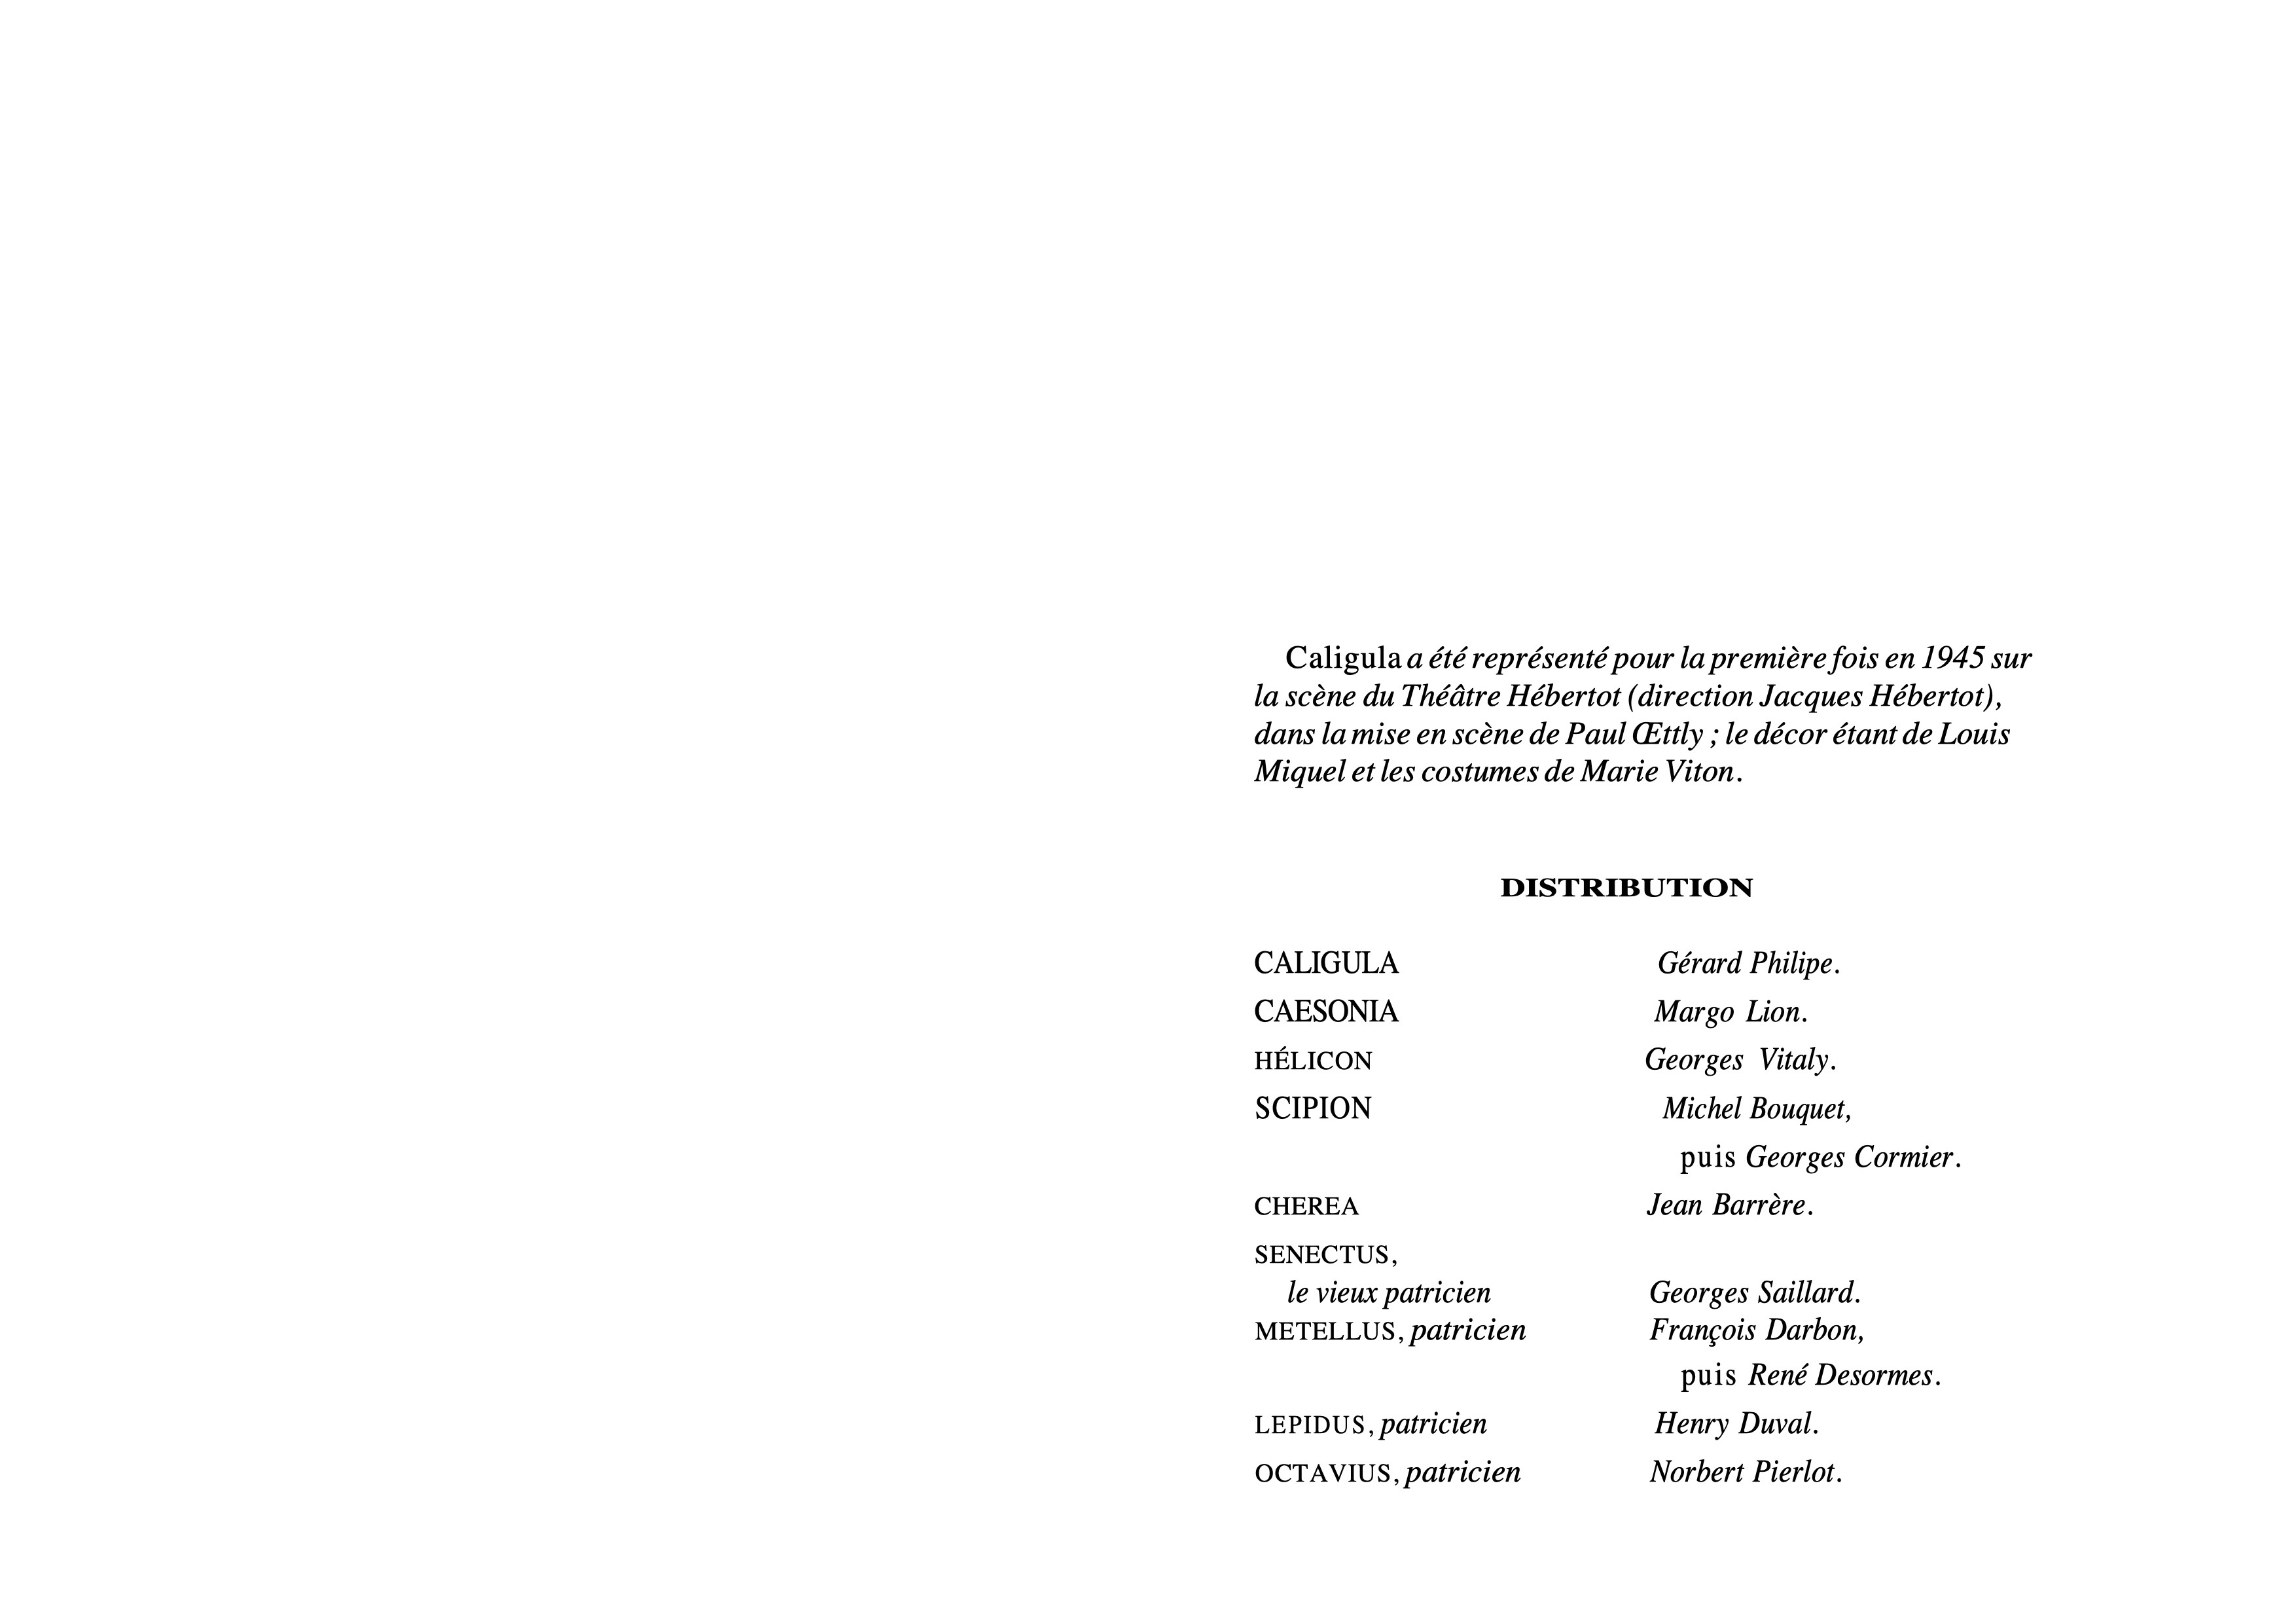 Caligula a été représenté pour la première fois en 1945 sur
la scène du Théâtre Hébertot (direction Jacques Hébertot),
dans la mise en scène de Paul Œttly ; le décor étant de Louis
Miquel et les costumes de Marie Viton.
DISTRIBUTION
CALIGULA Gérard Philipe.
CAESONIA Margo Lion.
HÉLICON Georges Vitaly.
SCIPION Michel Bouquet,
puis Georges Cormier.
CHEREA Jean Barrère.
SENECTUS,
le vieux patricien Georges Saillard.
METELLUS, patricien François Darbon,
puis René Desormes.
LEPIDUS, patricien Henry Duval.
OCTAVIUS, patricien Norbert Pierlot.